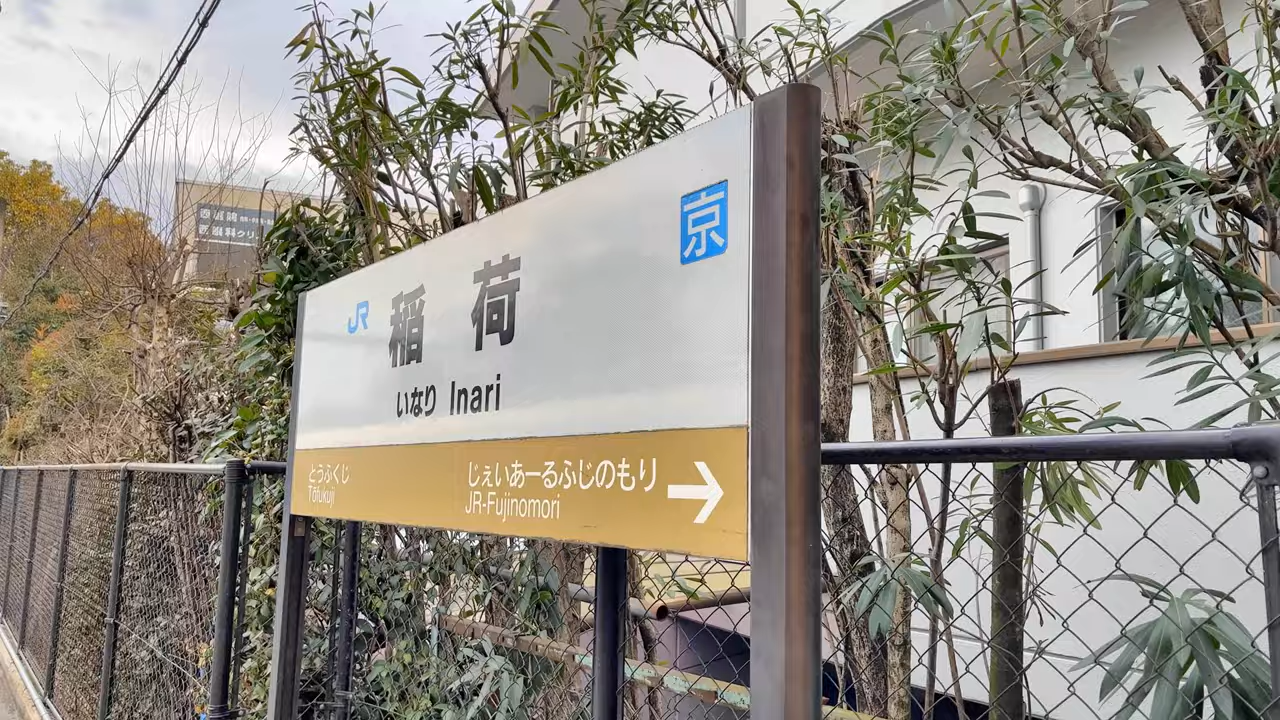 JR
稲荷
京
いなり Inari
とうふくじ
Tōfukuji
じぇいあーるふじのもり
JR-Fujinomori